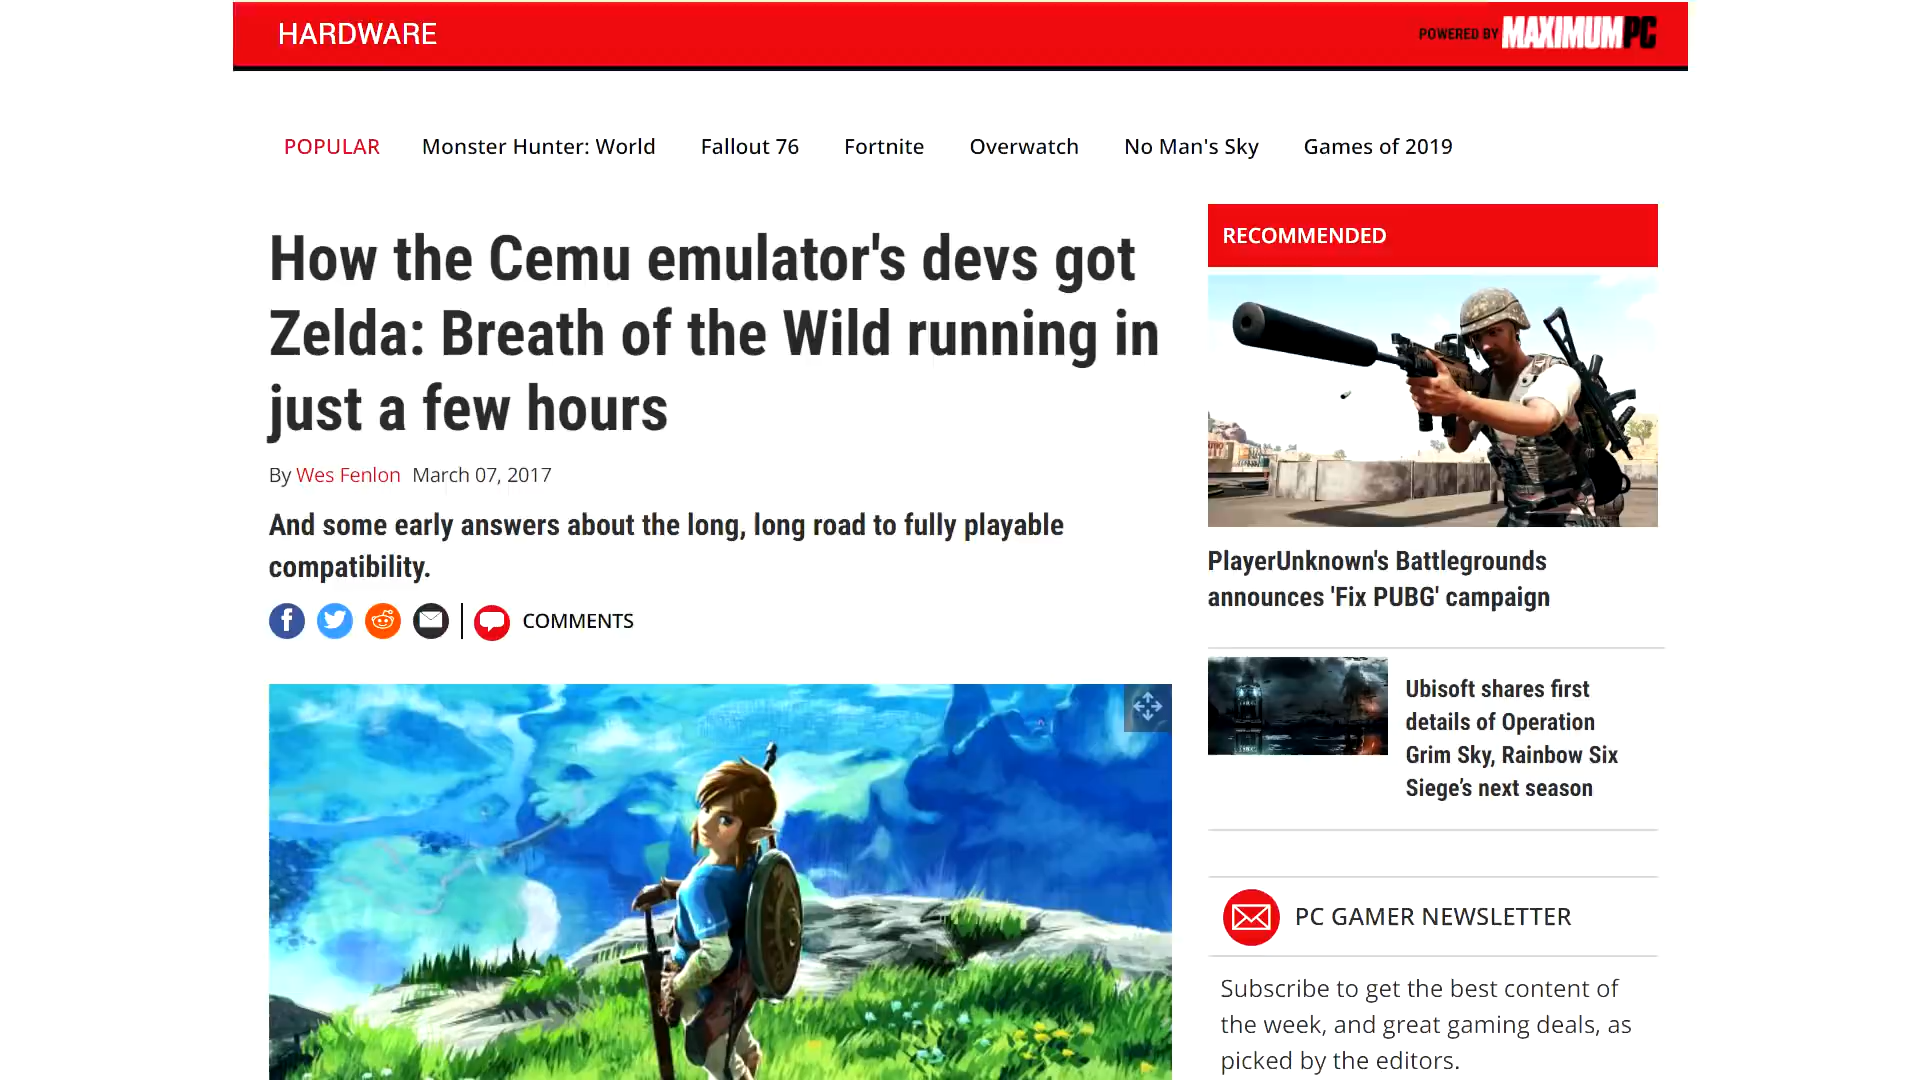 HARDWARE
POWERED BY MAXIMUMPC
POPULAR Monster Hunter: World Fallout 76 Fortnite Overwatch No Man's Sky Games of 2019
How the Cemu emulator's devs got
Zelda: Breath of the Wild running in
just a few hours
By Wes Fenlon March 07, 2017
And some early answers about the long, long road to fully playable
compatibility.
COMMENTS
RECOMMENDED
PlayerUnknown's Battlegrounds
announces 'Fix PUBG' campaign
Ubisoft shares first
details of Operation
Grim Sky, Rainbow Six
Siege’s next season
PC GAMER NEWSLETTER
Subscribe to get the best content of
the week, and great gaming deals, as
picked by the editors.